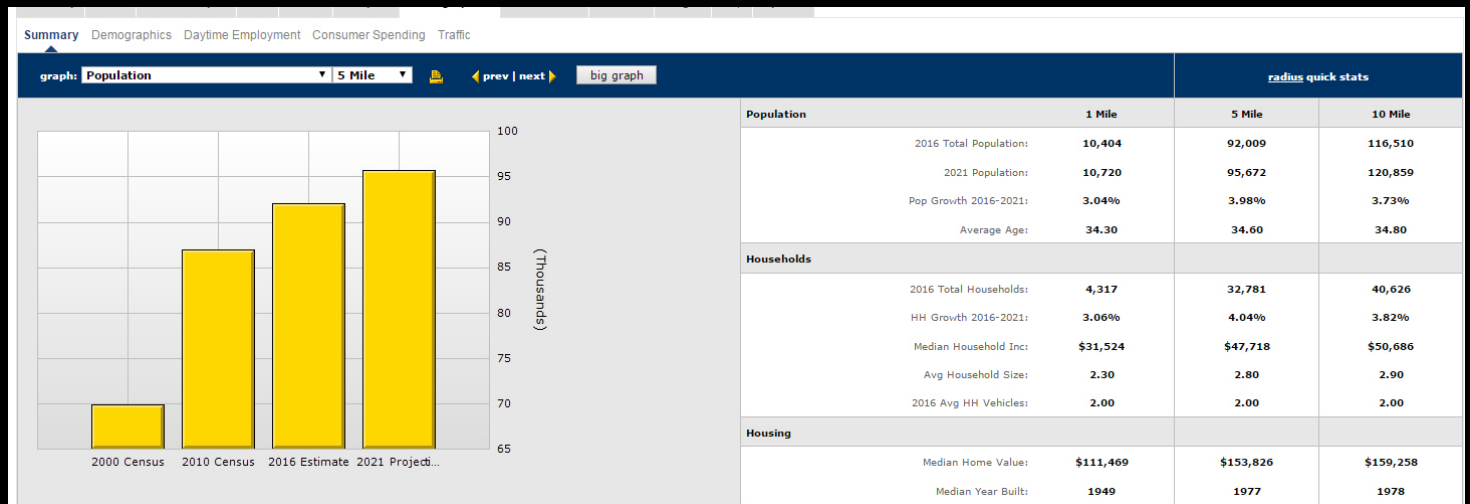 Summary Demographics Daytime Employment Consumer Spending Traffic
graph: Population 5 Mile prev | next big graph radius quick stats
100
95
90
85
80
75
70
65
(Thousands)
2000 Census 2010 Census 2016 Estimate 2021 Projecti...
Population 1 Mile 5 Mile 10 Mile
2016 Total Population: 10,404 92,009 116,510
2021 Population: 10,720 95,672 120,859
Pop Growth 2016-2021: 3.04% 3.98% 3.73%
Average Age: 34.30 34.60 34.80
Households
2016 Total Households: 4,317 32,781 40,626
HH Growth 2016-2021: 3.06% 4.04% 3.82%
Median Household Inc: $31,524 $47,718 $50,686
Avg Household Size: 2.30 2.80 2.90
2016 Avg HH Vehicles: 2.00 2.00 2.00
Housing
Median Home Value: $111,469 $153,826 $159,258
Median Year Built: 1949 1977 1978